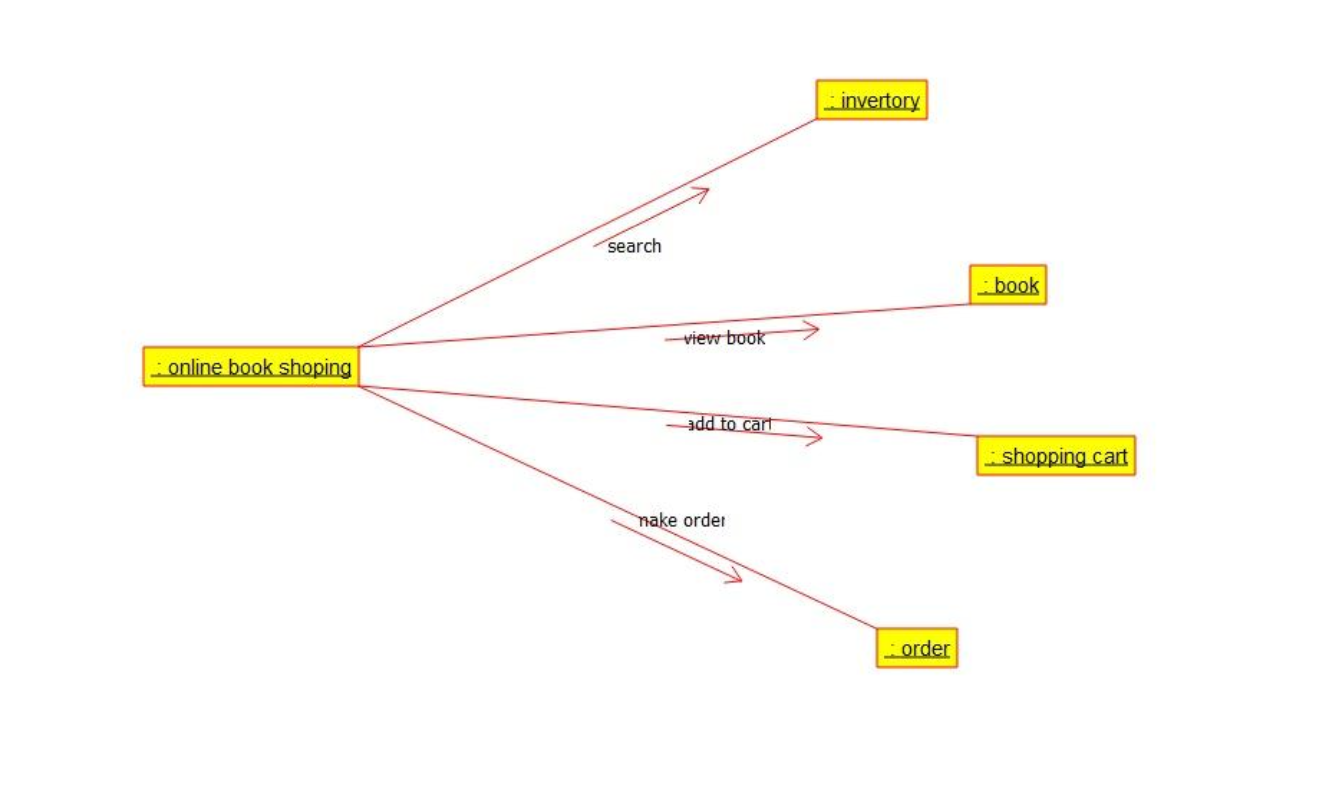 : invertory
search
: book
view book
: online book shoping
add to cart
: shopping cart
make order
: order